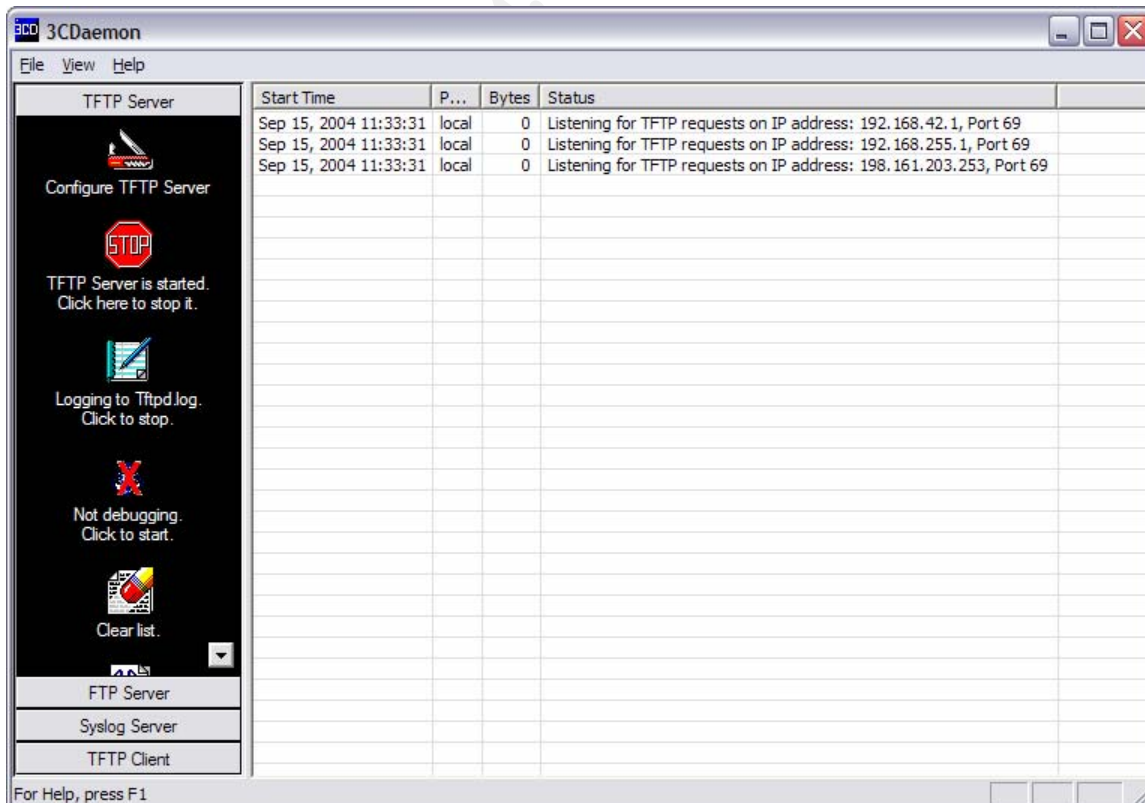 3CD 3CDaemon
File View Help
TFTP Server
Configure TFTP Server
STOP
TFTP Server is started.
Click here to stop it.
Logging to Tftpd.log.
Click to stop.
Not debugging.
Click to start.
Clear list.
FTP Server
Syslog Server
TFTP Client
Start Time P... Bytes Status
Sep 15, 2004 11:33:31 local 0 Listening for TFTP requests on IP address: 192.168.42.1, Port 69
Sep 15, 2004 11:33:31 local 0 Listening for TFTP requests on IP address: 192.168.255.1, Port 69
Sep 15, 2004 11:33:31 local 0 Listening for TFTP requests on IP address: 198.161.203.253, Port 69
For Help, press F1